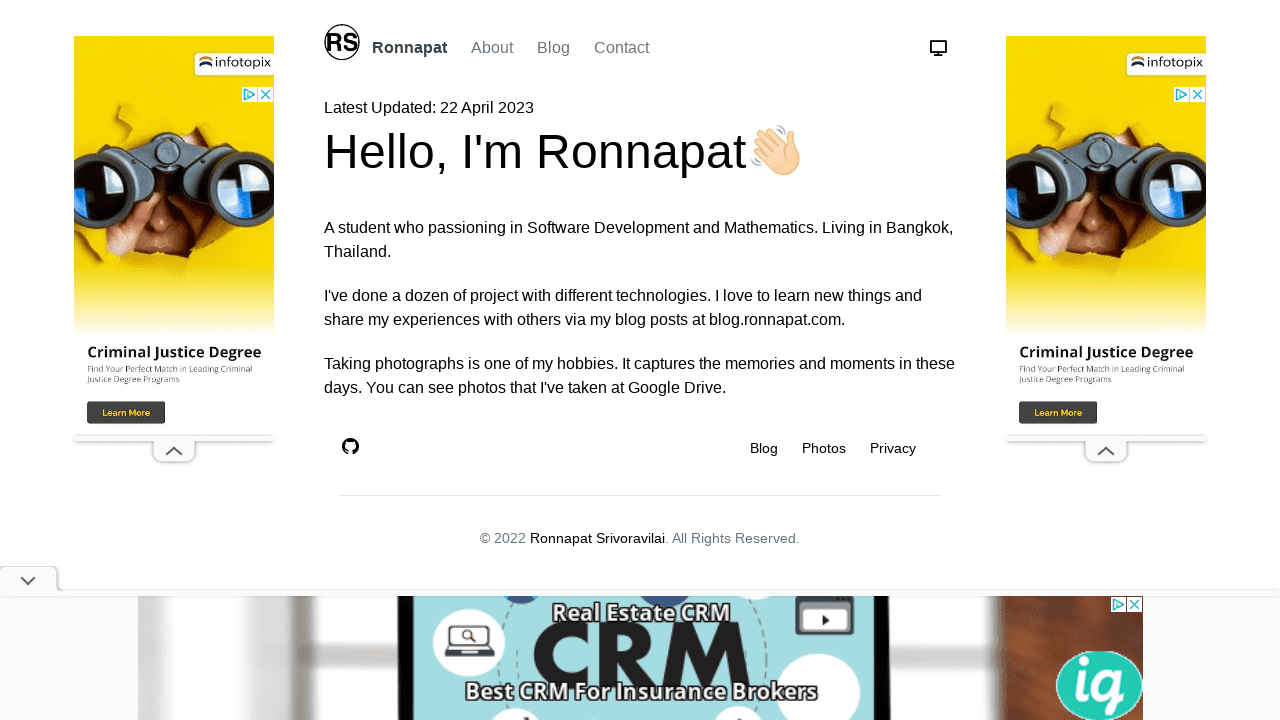 RS
Ronnapat About Blog Contact
Latest Updated: 22 April 2023
Hello, I'm Ronnapat👋🏻
A student who passioning in Software Development and Mathematics. Living in Bangkok,
Thailand.
I've done a dozen of project with different technologies. I love to learn new things and
share my experiences with others via my blog posts at blog.ronnapat.com.
Taking photographs is one of my hobbies. It captures the memories and moments in these
days. You can see photos that I've taken at Google Drive.
Blog Photos Privacy
© 2022 Ronnapat Srivoravilai. All Rights Reserved.
infotopix
Criminal Justice Degree
Find Your Perfect Match in Leading Criminal
Justice Degree Programs
Learn More
infotopix
Criminal Justice Degree
Find Your Perfect Match in Leading Criminal
Justice Degree Programs
Learn More
Real Estate CRM
CRM
Best CRM For Insurance Brokers
iq